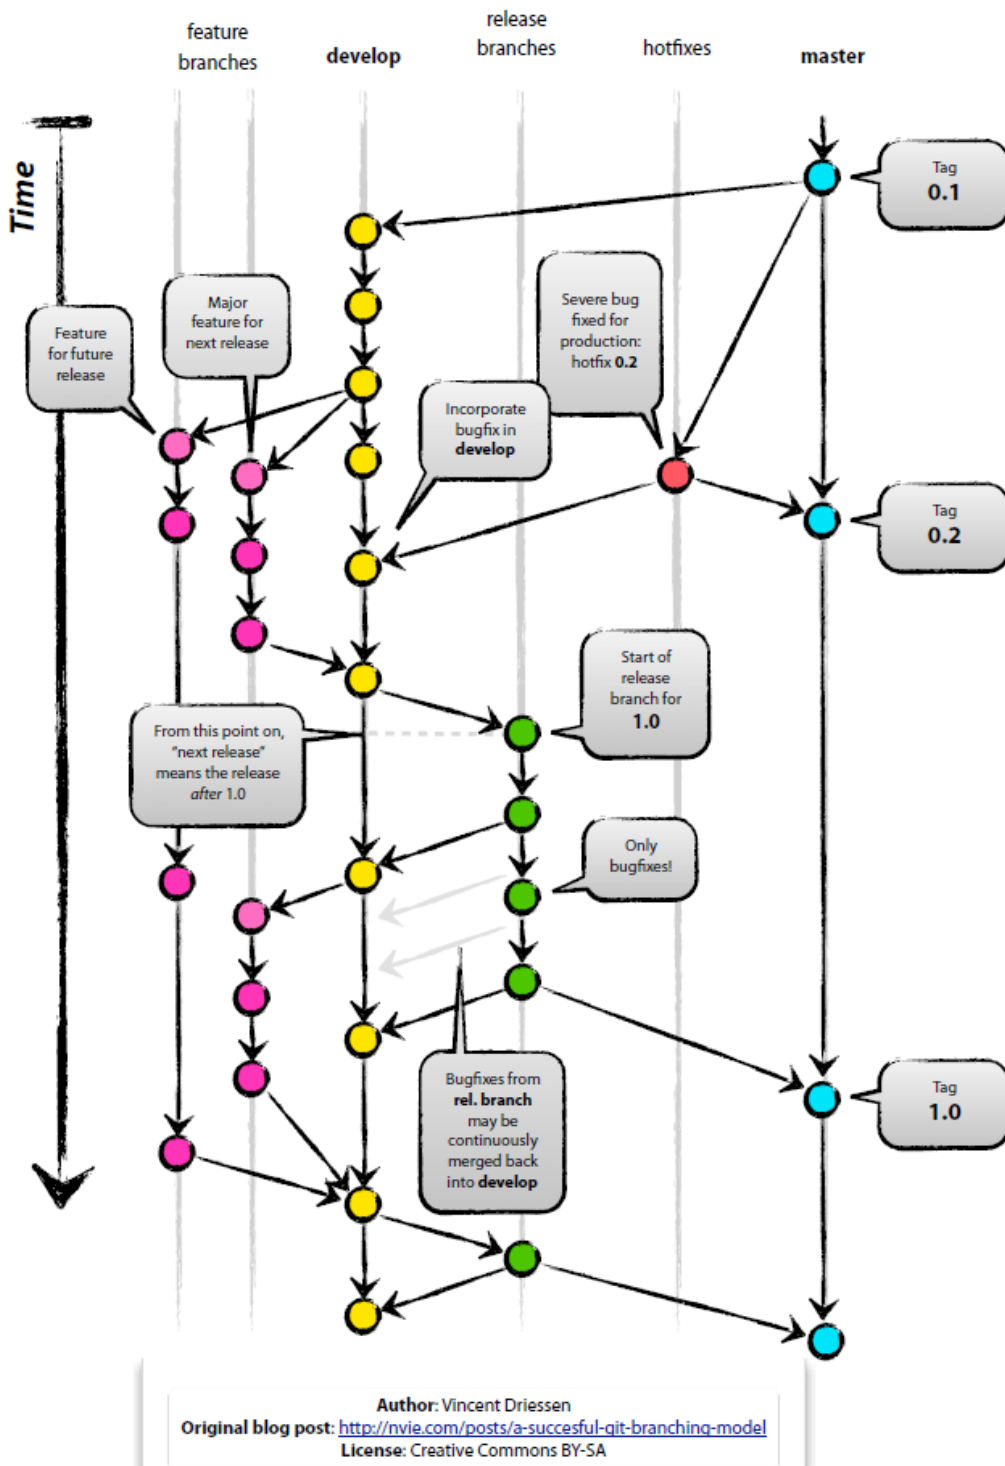 feature
branches
develop
release
branches
hotfixes
master
Time
Tag
0.1
Major
feature for
next release
Severe bug
fixed for
production:
hotfix 0.2
Feature
for future
release
Incorporate
bugfix in
develop
Tag
0.2
Start of
release
branch for
1.0
From this point on,
“next release”
means the release
after 1.0
Only
bugfixes!
Bugfixes from
rel. branch
may be
continuously
merged back
into develop
Tag
1.0
Author: Vincent Driessen
Original blog post: http://nvie.com/posts/a-succesful-git-branching-model
License: Creative Commons BY-SA